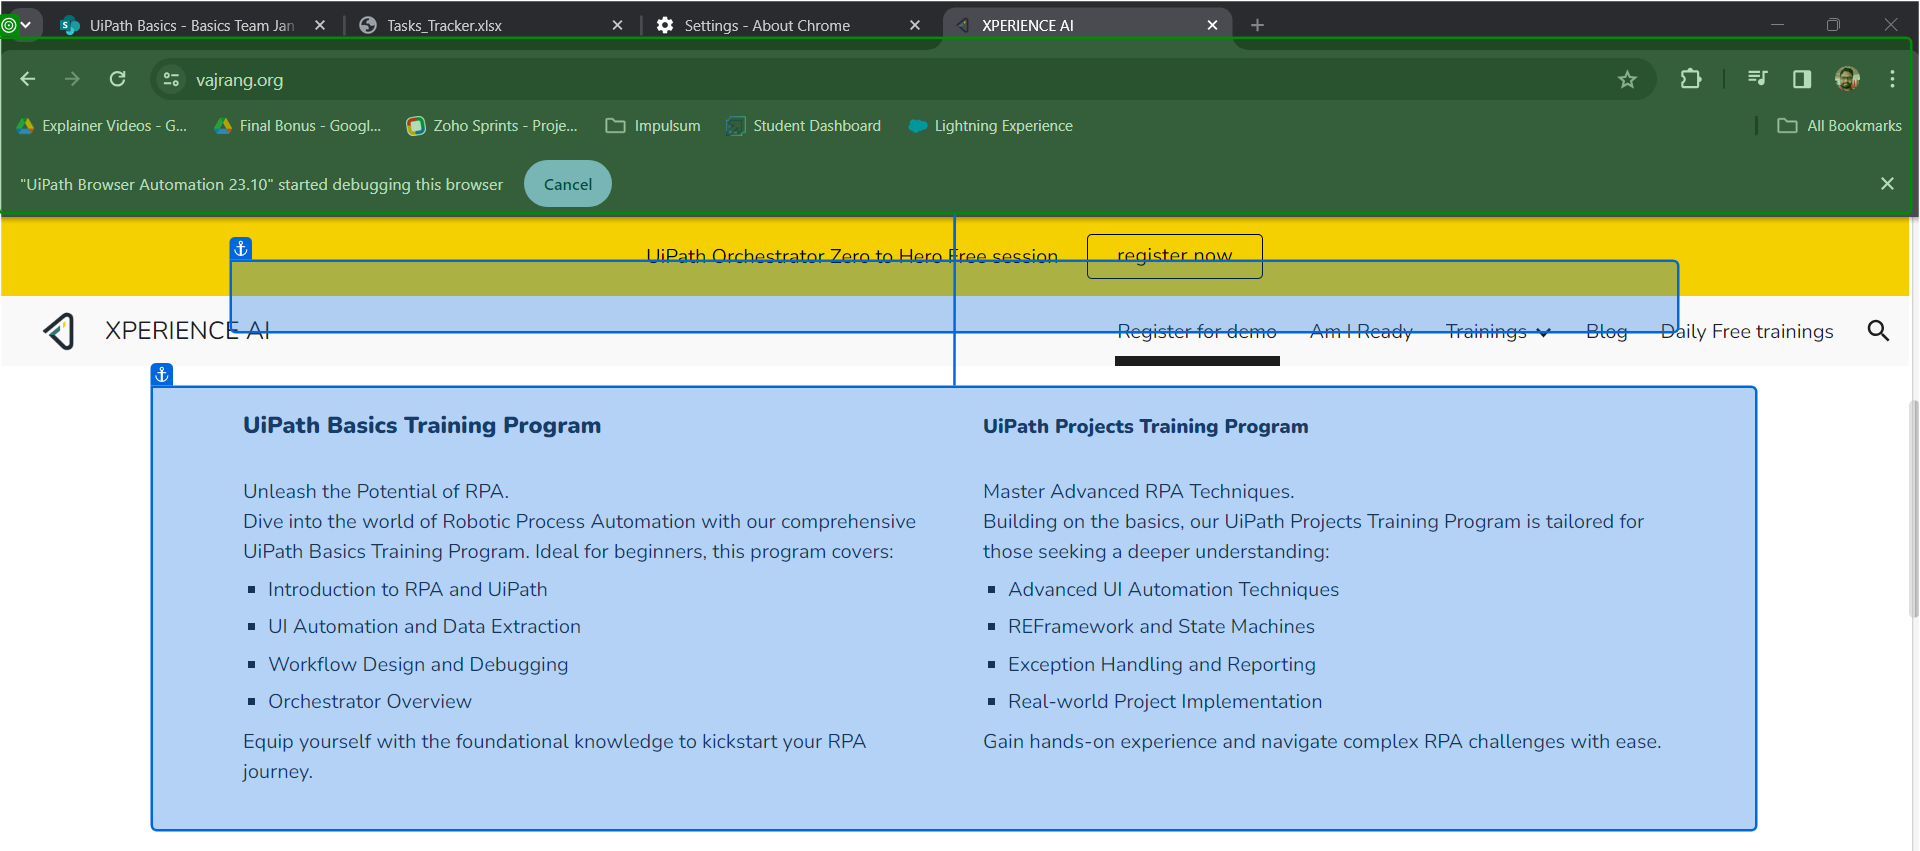 UiPath Basics - Basics Team Jan
Tasks_Tracker.xlsx
Settings - About Chrome
XPERIENCE AI
vajrang.org
Explainer Videos - G...
Final Bonus - Googl...
Zoho Sprints - Proje...
Impulsum
Student Dashboard
Lightning Experience
All Bookmarks
"UiPath Browser Automation 23.10" started debugging this browser
Cancel
UiPath Orchestrator Zero to Hero Free session
register now
XPERIENCE AI
Register for demo
Am I Ready
Trainings
Blog
Daily Free trainings
UiPath Basics Training Program
Unleash the Potential of RPA.
Dive into the world of Robotic Process Automation with our comprehensive
UiPath Basics Training Program. Ideal for beginners, this program covers:
Introduction to RPA and UiPath
UI Automation and Data Extraction
Workflow Design and Debugging
Orchestrator Overview
Equip yourself with the foundational knowledge to kickstart your RPA
journey.
UiPath Projects Training Program
Master Advanced RPA Techniques.
Building on the basics, our UiPath Projects Training Program is tailored for
those seeking a deeper understanding:
Advanced UI Automation Techniques
REFramework and State Machines
Exception Handling and Reporting
Real-world Project Implementation
Gain hands-on experience and navigate complex RPA challenges with ease.